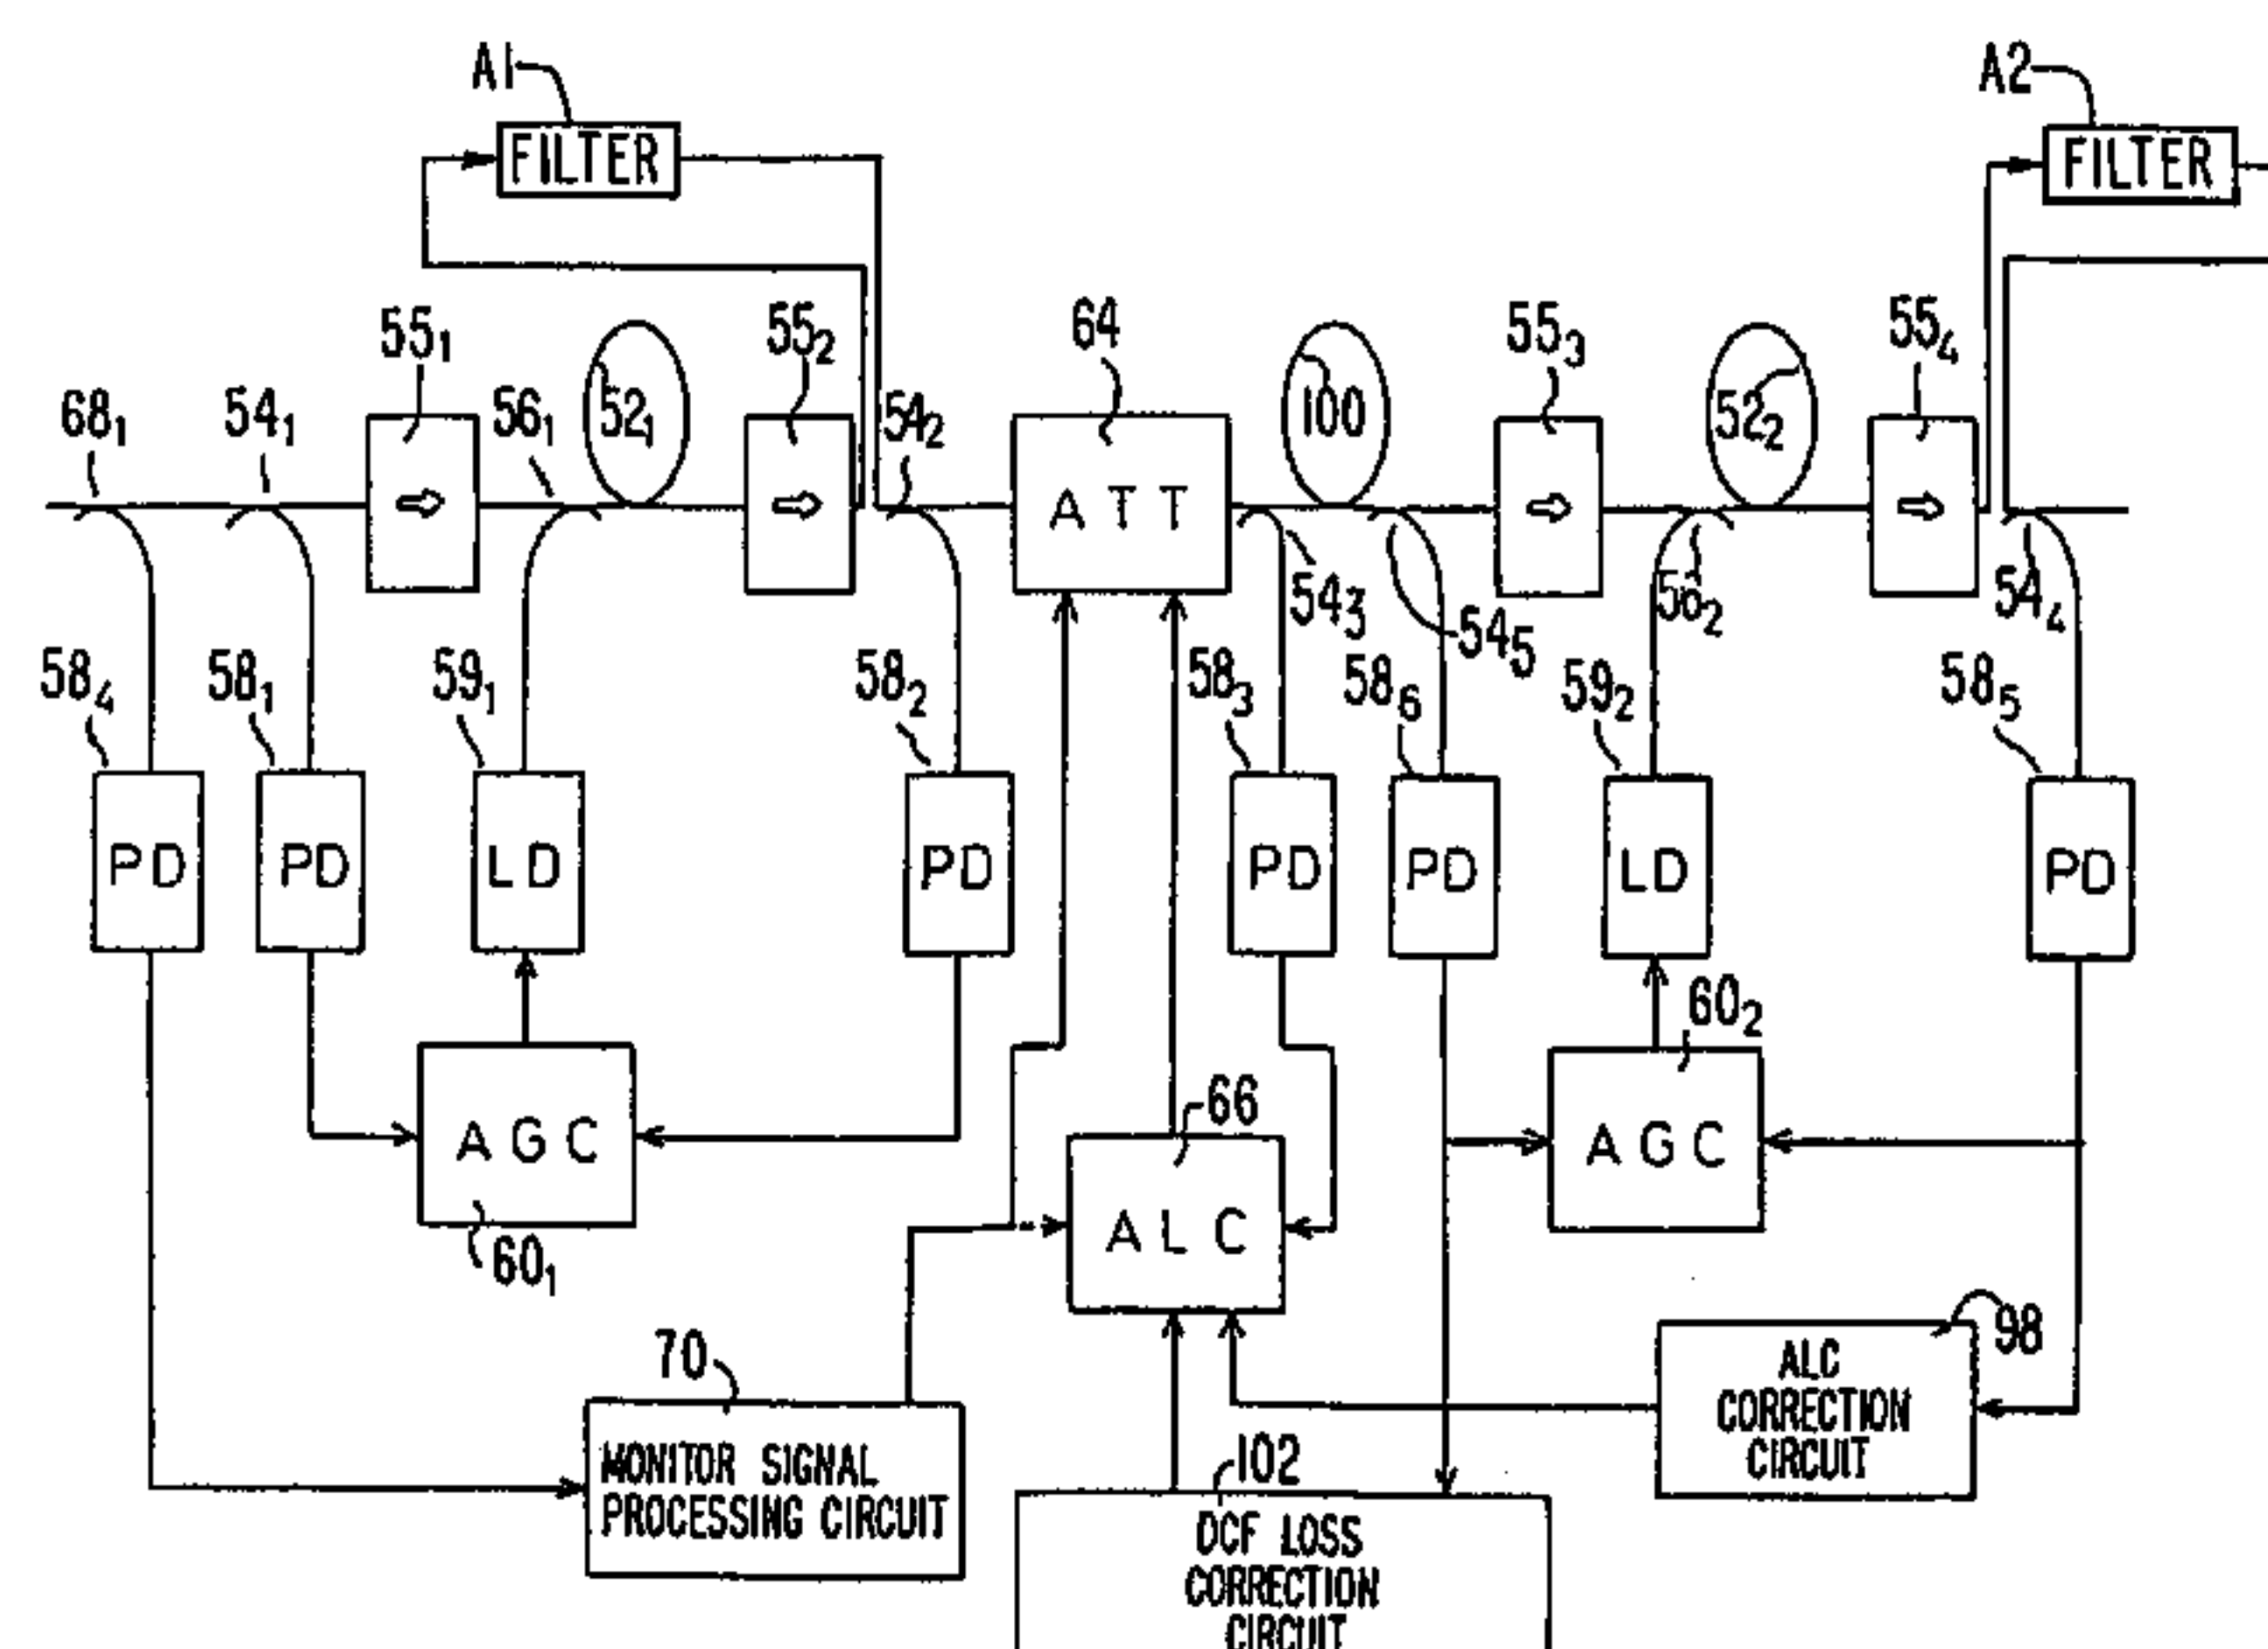 A1
A2
FILTER
FILTER
55₁
55₂
64
55₃
55₄
68₁
54₁
56₁
52₁
54₂
100
52₂
ATT
54₃
54₅
56₂
54₄
58₄
58₁
59₁
58₂
58₃
58₆
59₂
58₅
PD
PD
LD
PD
PD
PD
LD
PD
60₂
AGC
66
AGC
ALC
60₁
98
70
ALC
CORRECTION
CIRCUIT
102
MONITOR SIGNAL
PROCESSING CIRCUIT
DCF LOSS
CORRECTION
CIRCUIT